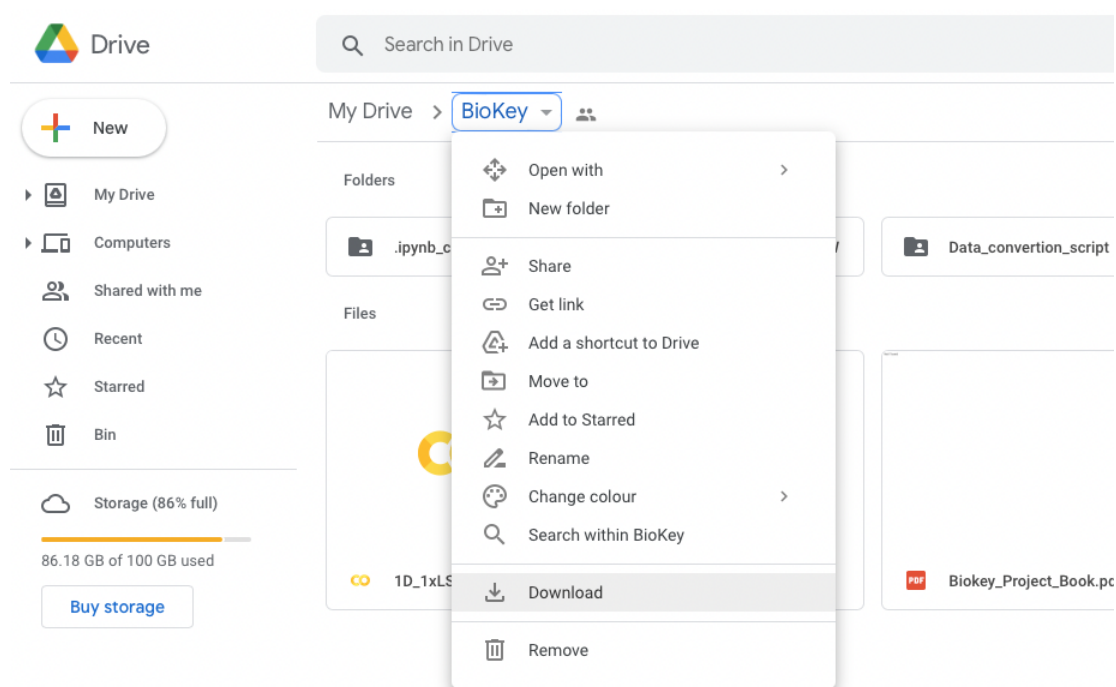 Drive
Search in Drive
New
My Drive
Computers
Shared with me
Recent
Starred
Bin
Storage (86% full)
86.18 GB of 100 GB used
Buy storage
My Drive > BioKey
Folders
.ipynb_c
Data_convertion_script
Files
1D_1xLS
PDF
Biokey_Project_Book.pd
Open with
New folder
Share
Get link
Add a shortcut to Drive
Move to
Add to Starred
Rename
Change colour
Search within BioKey
Download
Remove